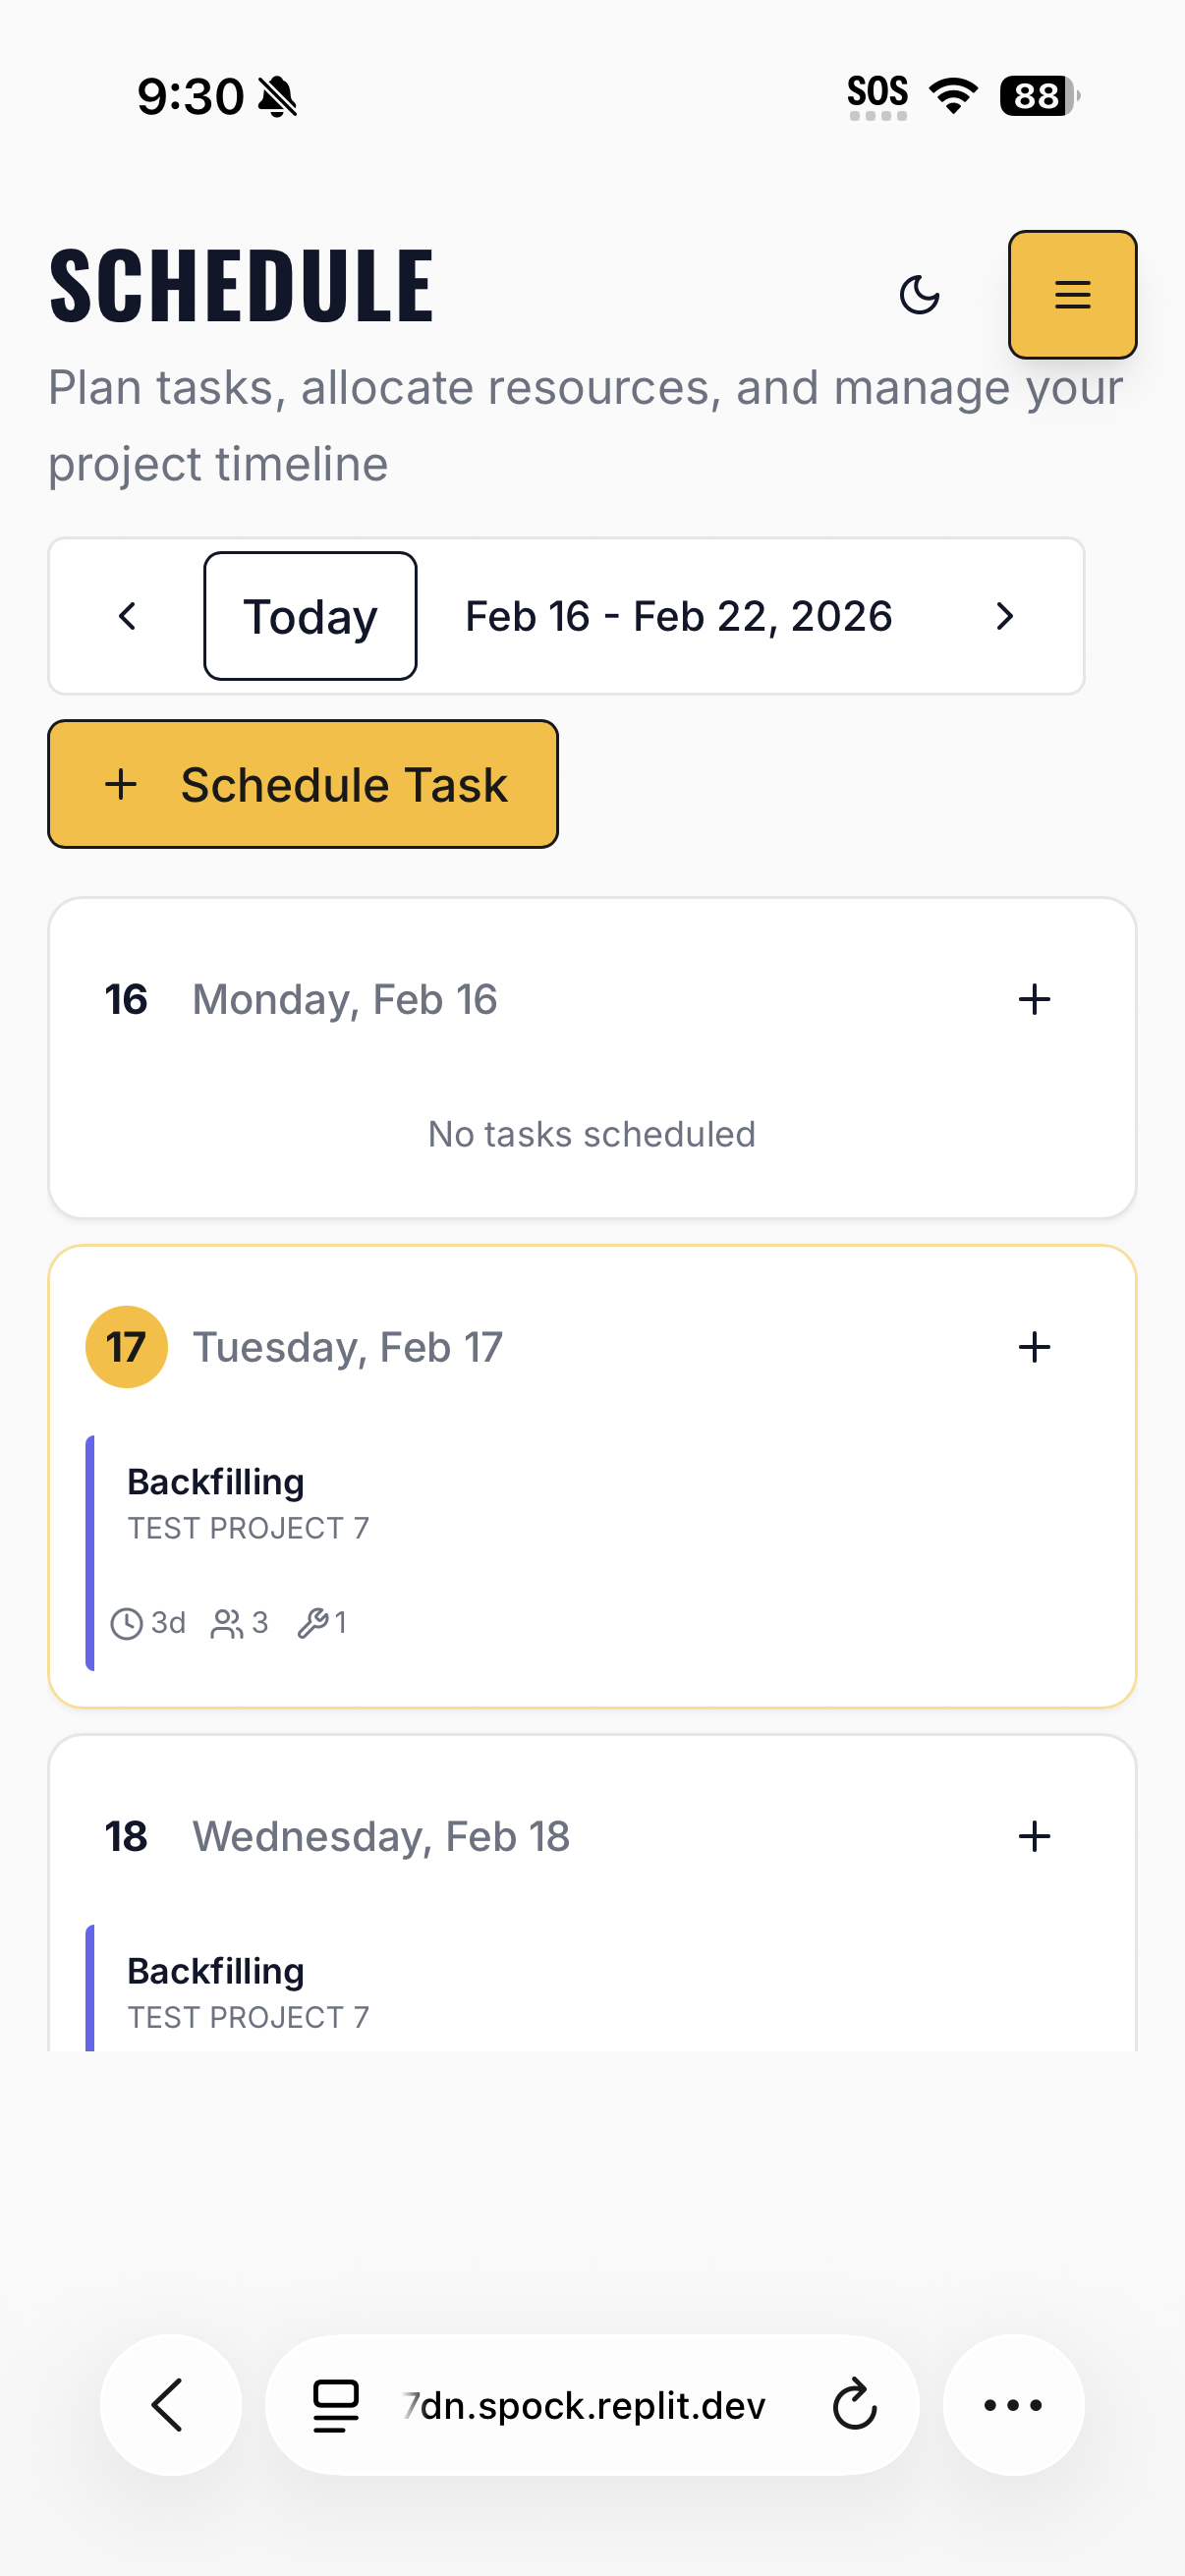 9:30
SOS
88
SCHEDULE
Plan tasks, allocate resources, and manage your
project timeline
Today
Feb 16 - Feb 22, 2026
+ Schedule Task
16 Monday, Feb 16 +
No tasks scheduled
17 Tuesday, Feb 17 +
Backfilling
TEST PROJECT 7
3d 3 1
18 Wednesday, Feb 18 +
Backfilling
TEST PROJECT 7
7dn.spock.replit.dev